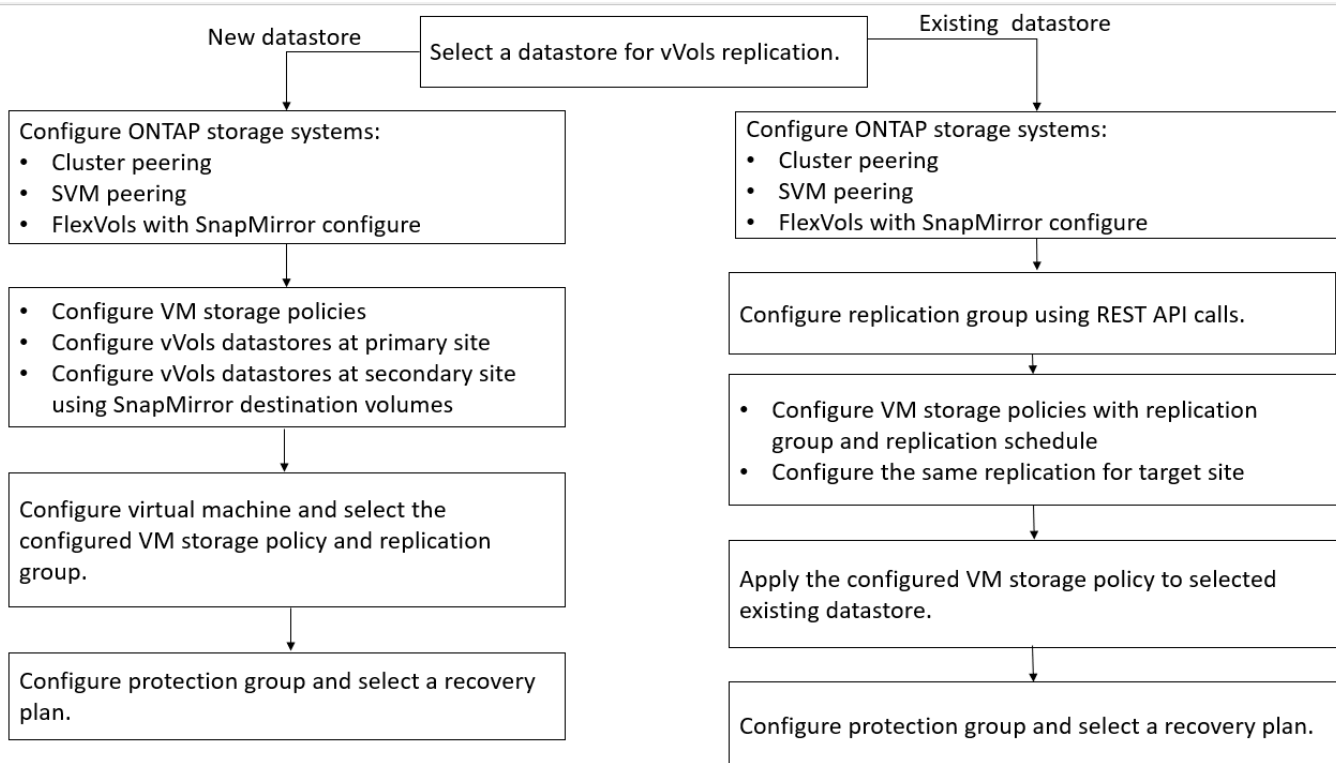 Select a datastore for vVols replication.
New datastore
Configure ONTAP storage systems:
• Cluster peering
• SVM peering
• FlexVols with SnapMirror configure
• Configure VM storage policies
• Configure vVols datastores at primary site
• Configure vVols datastores at secondary site
using SnapMirror destination volumes
Configure virtual machine and select the
configured VM storage policy and replication
group.
Configure protection group and select a recovery
plan.
Existing datastore
Configure ONTAP storage systems:
• Cluster peering
• SVM peering
• FlexVols with SnapMirror configure
Configure replication group using REST API calls.
• Configure VM storage policies with replication
group and replication schedule
• Configure the same replication for target site
Apply the configured VM storage policy to selected
existing datastore.
Configure protection group and select a recovery plan.